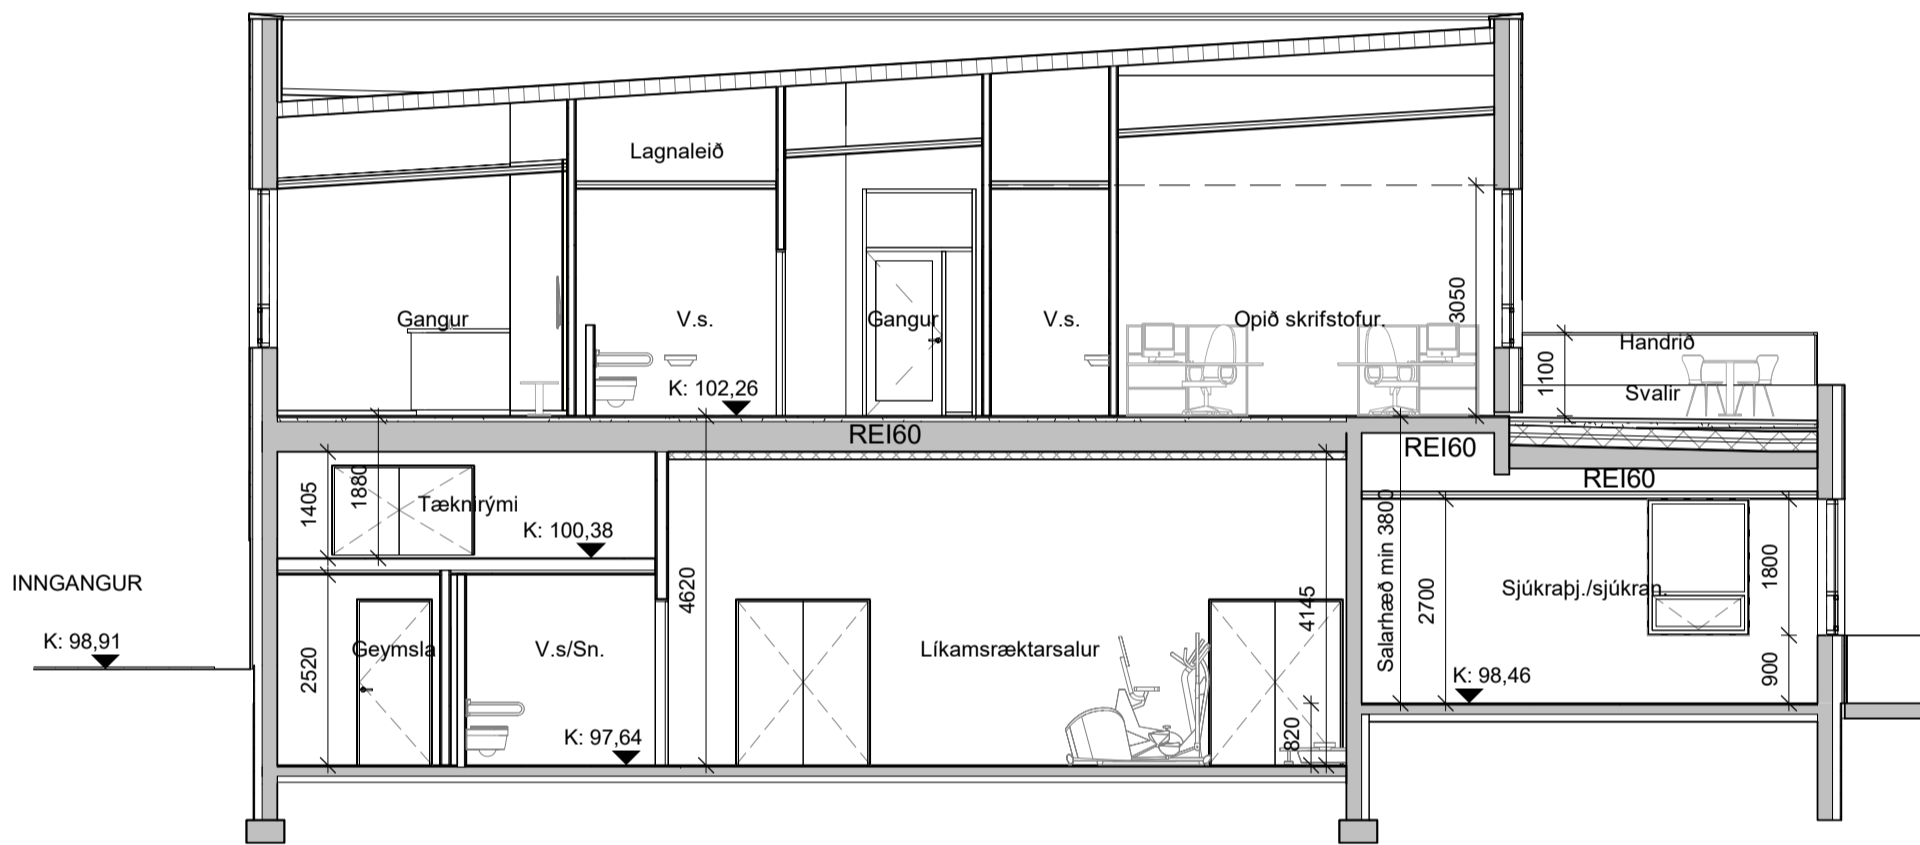 Lagnaleið
Gangur
V.s.
Gangur
V.s.
Opið skrifstofur.
3050
Handrið
1100
K: 102,26
Svalir
REI60
REI60
REI60
1405
1880
Tæknirými
K: 100,38
INNGANGUR
K: 98,91
4620
4145
Salarhæð min 3800
2700
Sjúkraþj./sjúkran.
1800
2520
Geymsla
V.s/Sn.
Líkamsræktarsalur
K: 98,46
900
K: 97,64
820